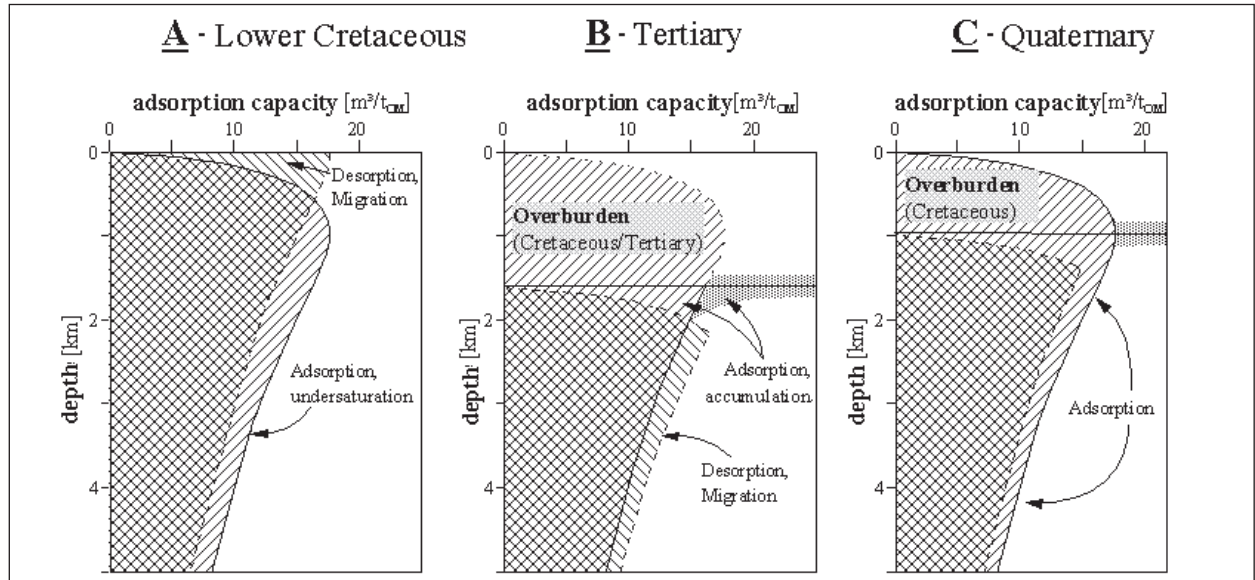 A - Lower Cretaceous
adsorption capacity [m³/tOM]
0 10 20
0
2
4
depth [km]
Desorption,
Migration
Adsorption,
undersaturation
B - Tertiary
adsorption capacity[m³/tOM]
0 10 20
0
2
4
depth [km]
Overburden
(Cretaceous/Tertiary)
Adsorption,
accumulation
Desorption,
Migration
C - Quaternary
adsorption capacity[m³/tOM]
0 10 20
0
2
4
depth [km]
Overburden
(Cretaceous)
Adsorption